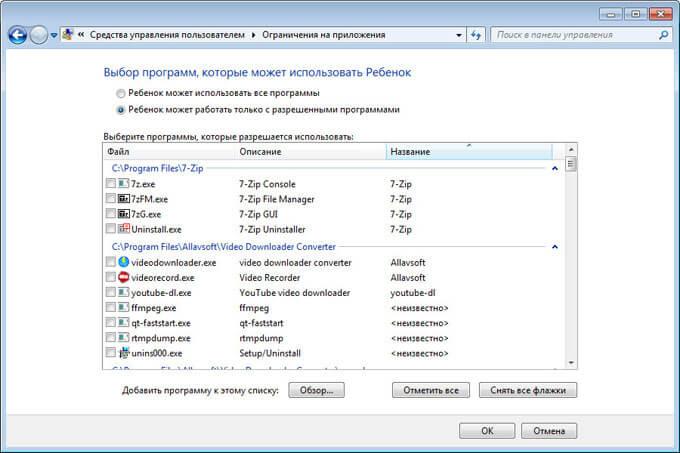 « Средства управления пользователем ▸ Ограничения на приложения
Поиск в панели управления
Выбор программ, которые может использовать Ребенок
Ребенок может использовать все программы
Ребенок может работать только с разрешенными программами
Выберите программы, которые разрешается использовать:
Файл Описание Название
C:\Program Files\7-Zip
7z.exe 7-Zip Console 7-Zip
7zFM.exe 7-Zip File Manager 7-Zip
7zG.exe 7-Zip GUI 7-Zip
Uninstall.exe 7-Zip Uninstaller 7-Zip
C:\Program Files\Allavsoft\Video Downloader Converter
videodownloader.exe video downloader converter Allavsoft
videorecord.exe Video Recorder Allavsoft
youtube-dl.exe YouTube video downloader youtube-dl
ffmpeg.exe ffmpeg <неизвестно>
qt-faststart.exe qt-faststart <неизвестно>
rtmpdump.exe rtmpdump <неизвестно>
unins000.exe Setup/Uninstall <неизвестно>
Добавить программу к этому списку: Обзор... Отметить все Снять все флажки
ОК Отмена